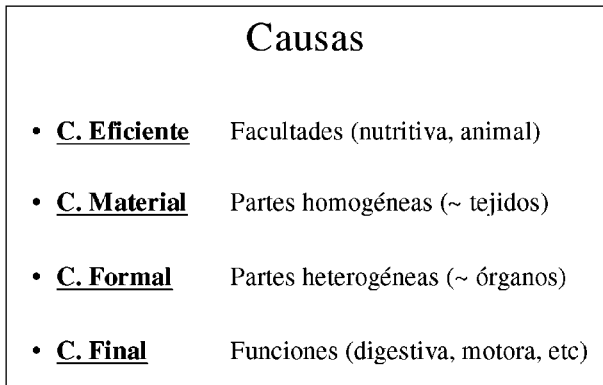 Causas
• C. Eficiente Facultades (nutritiva, animal)
• C. Material Partes homogéneas (~ tejidos)
• C. Formal Partes heterogéneas (~ órganos)
• C. Final Funciones (digestiva, motora, etc)